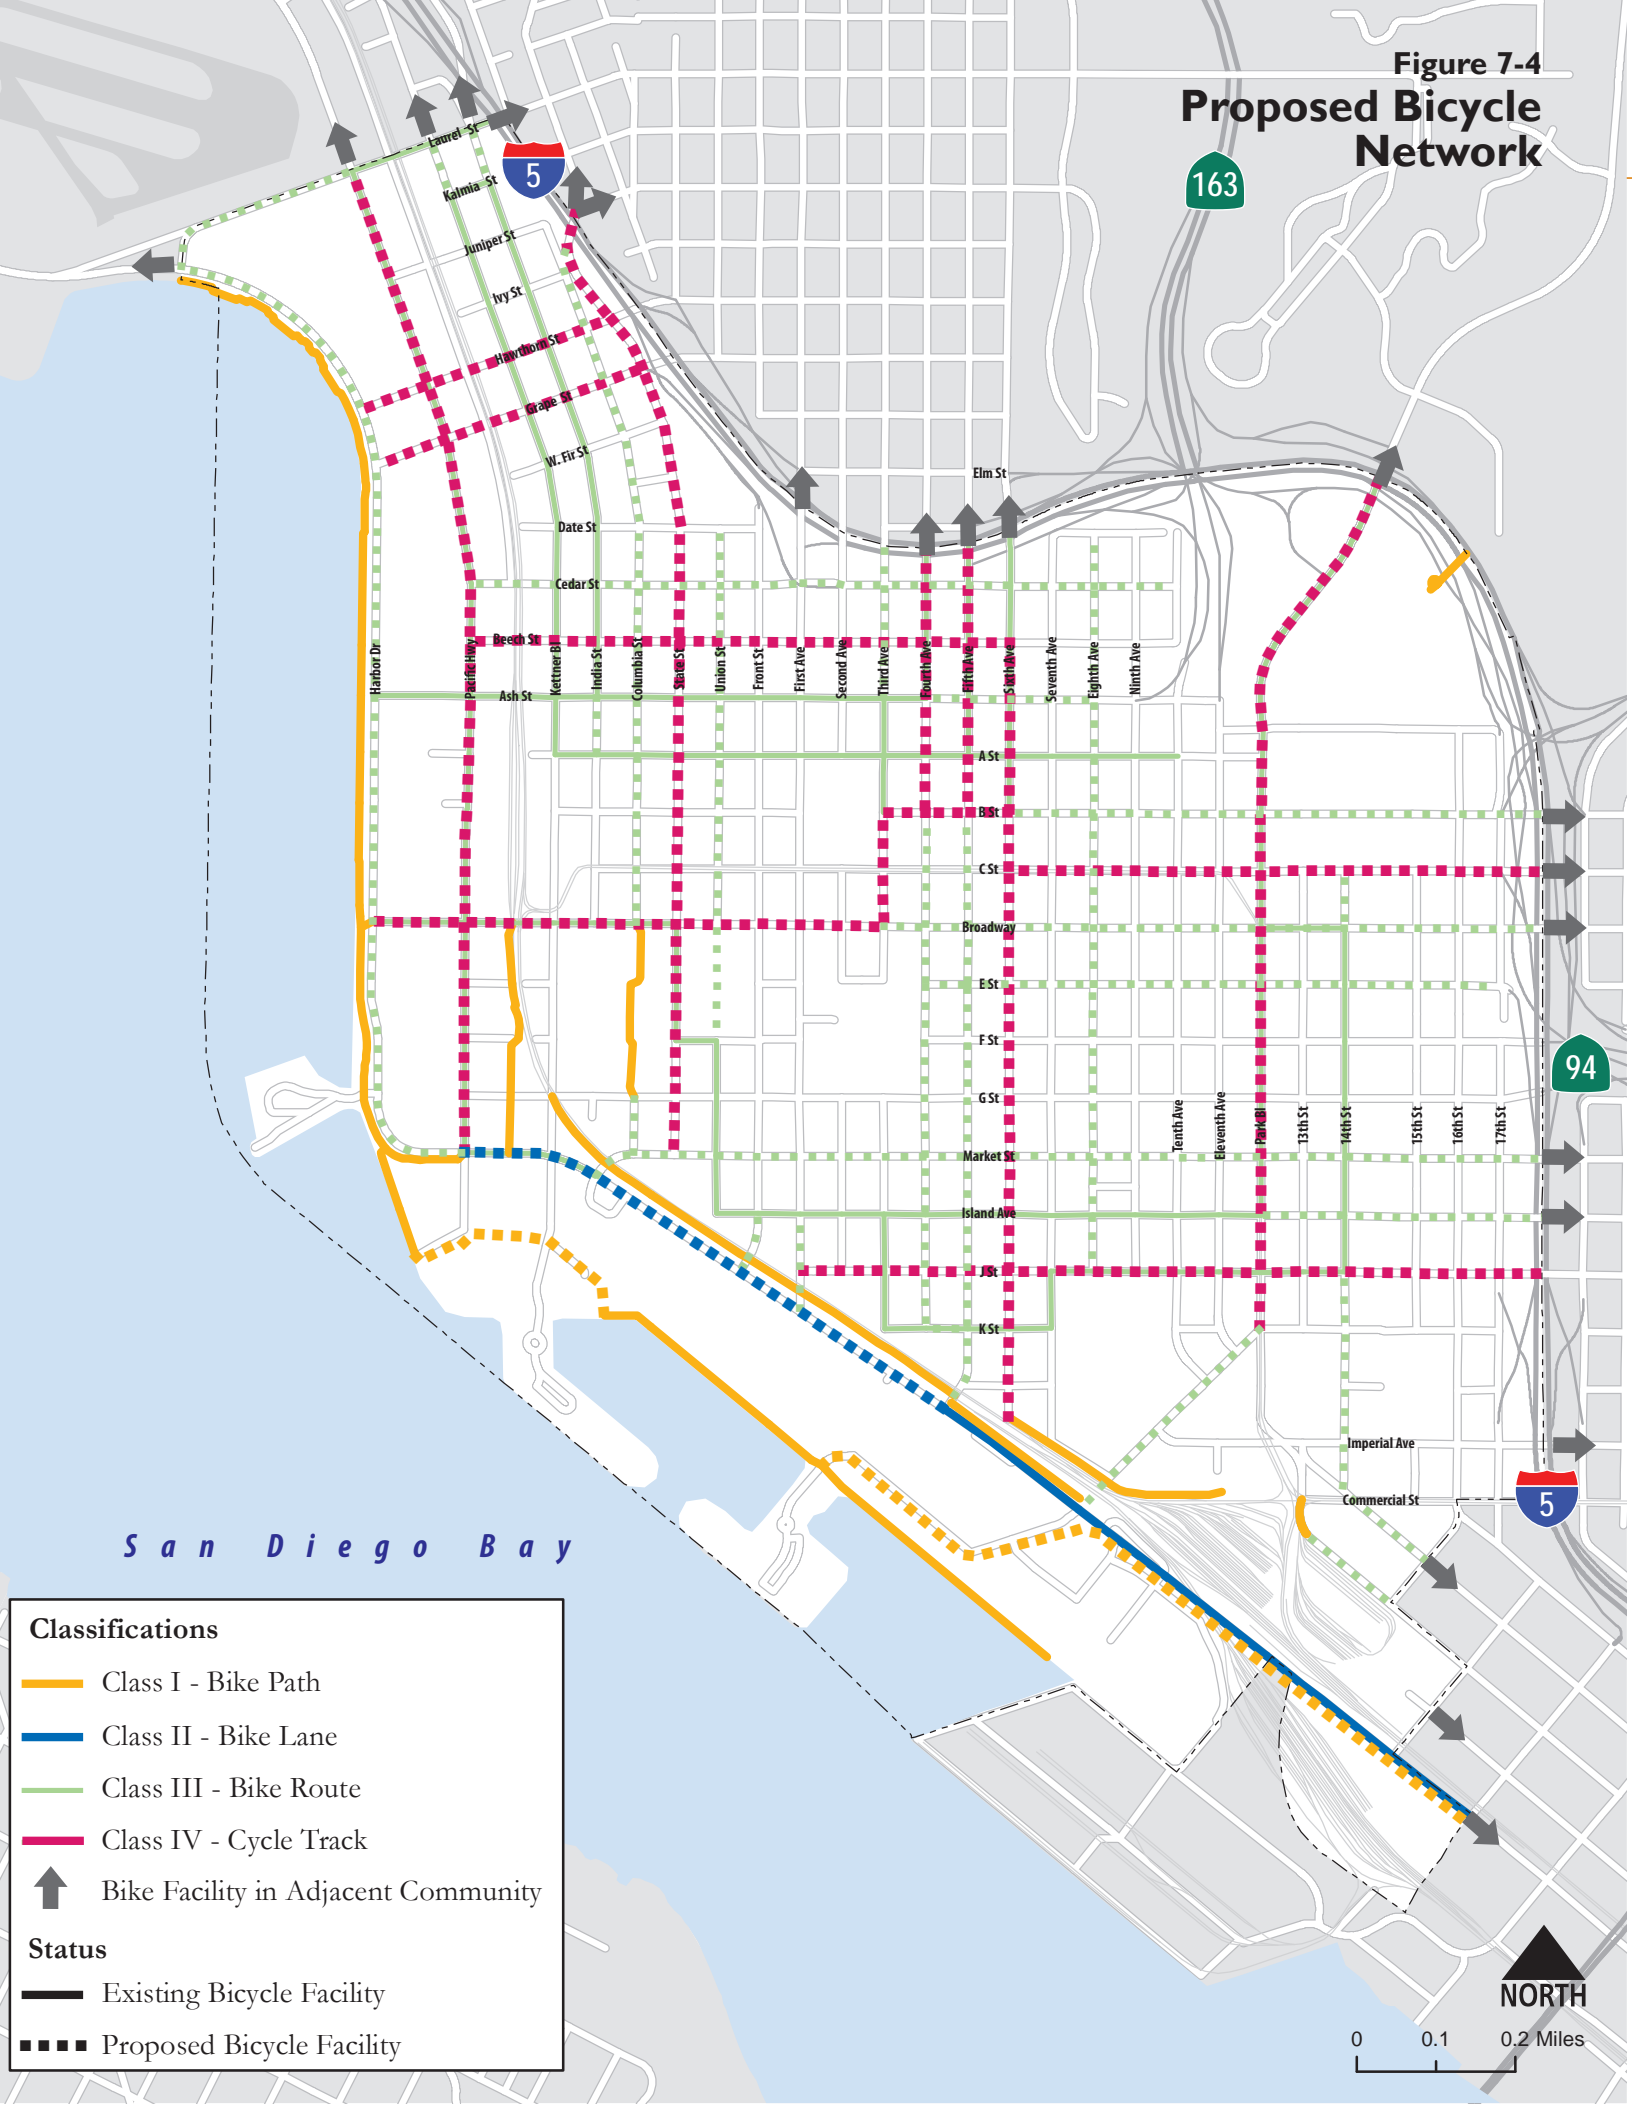 Figure 7-4
Proposed Bicycle
Network
163
5
Laurel St
Kalmia St
Juniper St
Ivy St
Hawthorn St
Grape St
W. Fir St
Elm St
Date St
Cedar St
Beech St
Ash St
Harbor Dr
Pacific Hwy
Kettner Bl
India St
Columbia St
State St
Union St
Front St
First Ave
Second Ave
Third Ave
Fourth Ave
Fifth Ave
Sixth Ave
Seventh Ave
Eighth Ave
Ninth Ave
A St
B St
C St
Broadway
E St
F St
94
G St
Tenth Ave
Eleventh Ave
Park Bl
13th St
14th St
15th St
16th St
17th St
Market St
Island Ave
J St
K St
Imperial Ave
Commercial St
5
San Diego Bay
Classifications
Class I - Bike Path
Class II - Bike Lane
Class III - Bike Route
Class IV - Cycle Track
Bike Facility in Adjacent Community
Status
Existing Bicycle Facility
Proposed Bicycle Facility
NORTH
0 0.1 0.2 Miles